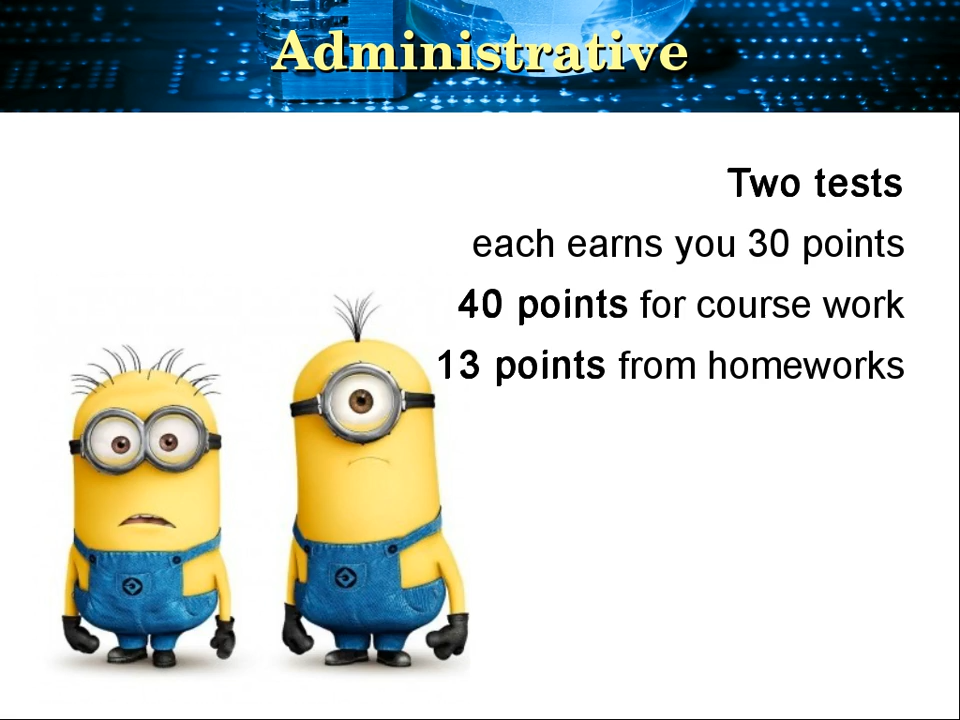 Administrative
Two tests
each earns you 30 points
40 points for course work
13 points from homeworks